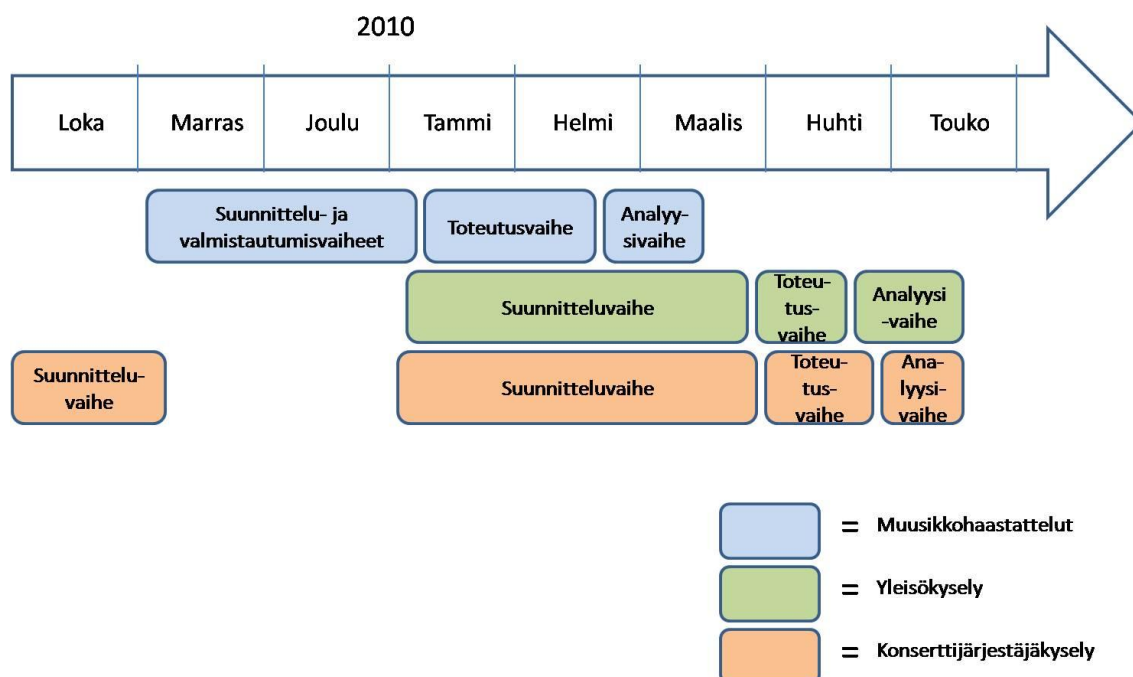 2010
Loka Marras Joulu Tammi Helmi Maalis Huhti Touko
Suunnittelu- ja
valmistautumisvaiheet
Toteutusvaihe
Analyy-
sivaihe
Suunnitteluvaihe
Toteu-
tus-
vaihe
Analyysi
-vaihe
Suunnittelu-
vaihe
Suunnitteluvaihe
Toteu-
tus-
vaihe
Ana-
lyysi-
vaihe
= Muusikkohaastattelut
= Yleisökysely
= Konserttijärjestäjäkysely